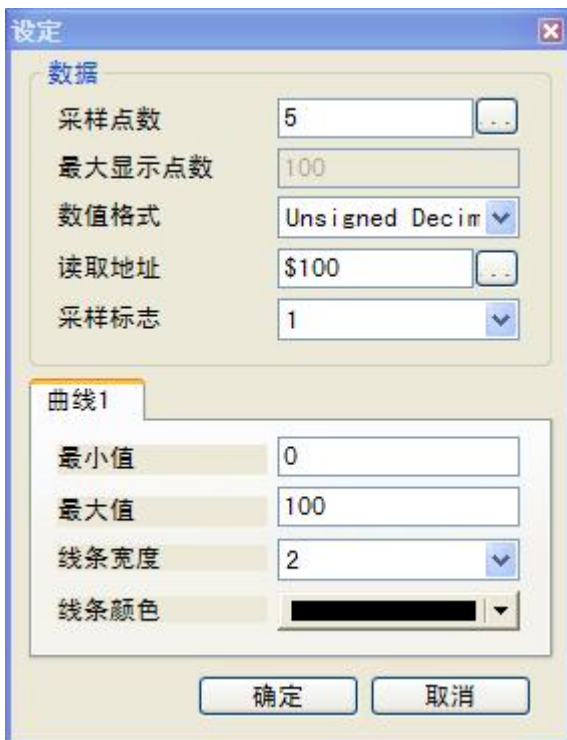 设定
数据
采样点数 5 ...
最大显示点数 100
数值格式 Unsigned Decim
读取地址 $100 ...
采样标志 1
曲线1
最小值 0
最大值 100
线条宽度 2
线条颜色
确定 取消